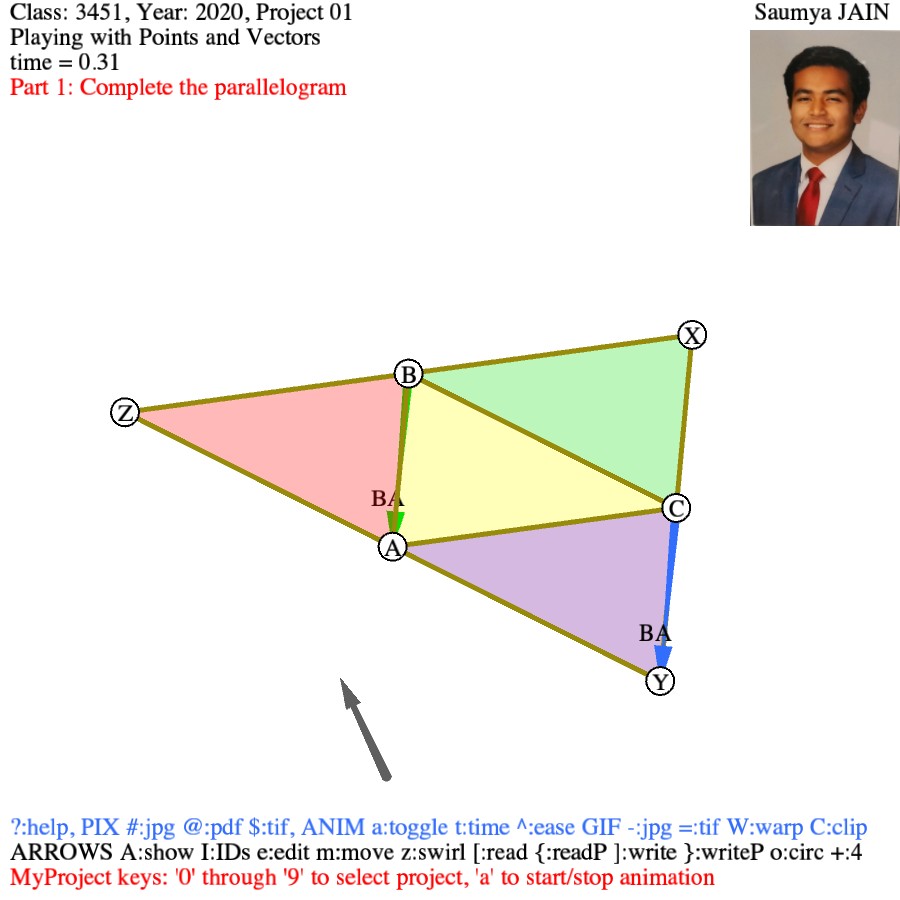 Class: 3451, Year: 2020, Project 01
Saumya JAIN
Playing with Points and Vectors
time = 0.31
Part 1: Complete the parallelogram
X
B
Z
BA
C
A
BA
Y
?:help, PIX #:jpg @:pdf $:tif, ANIM a:toggle t:time ^:ease GIF -:jpg =:tif W:warp C:clip
ARROWS A:show I:IDs e:edit m:move z:swirl [:read {:readP ]:write }:writeP o:circ +:4
MyProject keys: '0' through '9' to select project, 'a' to start/stop animation